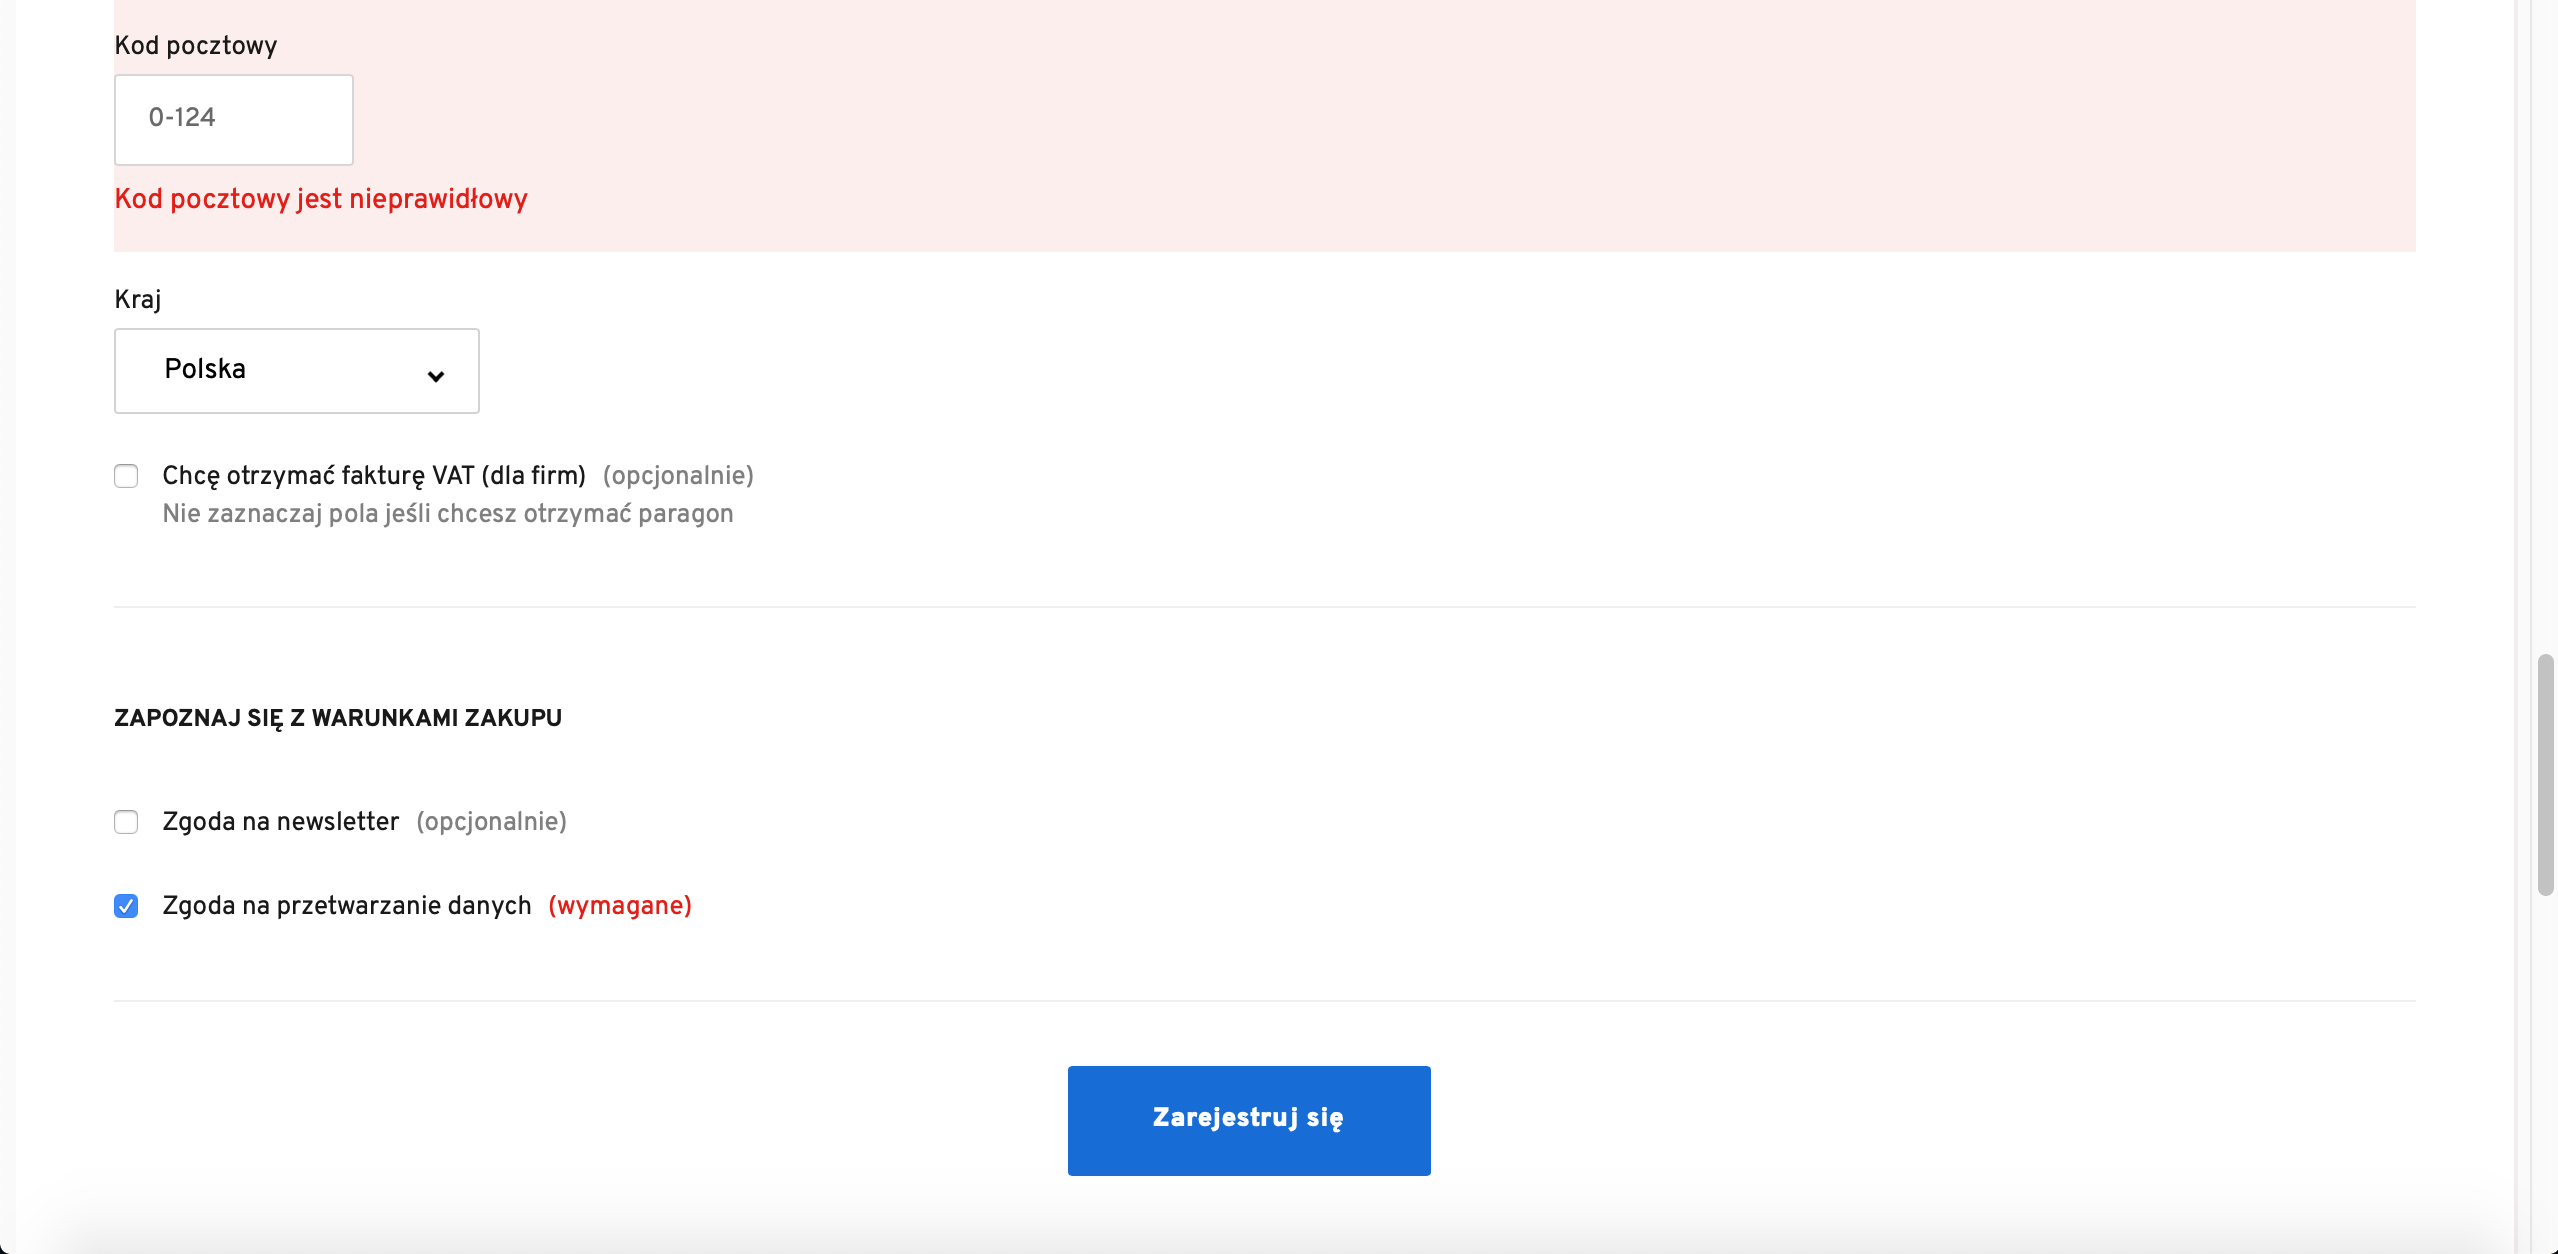 Kod pocztowy
0-124
Kod pocztowy jest nieprawidłowy
Kraj
Polska
Chcę otrzymać fakturę VAT (dla firm) (opcjonalnie)
Nie zaznaczaj pola jeśli chcesz otrzymać paragon
ZAPOZNAJ SIĘ Z WARUNKAMI ZAKUPU
Zgoda na newsletter (opcjonalnie)
Zgoda na przetwarzanie danych (wymagane)
Zarejestruj się